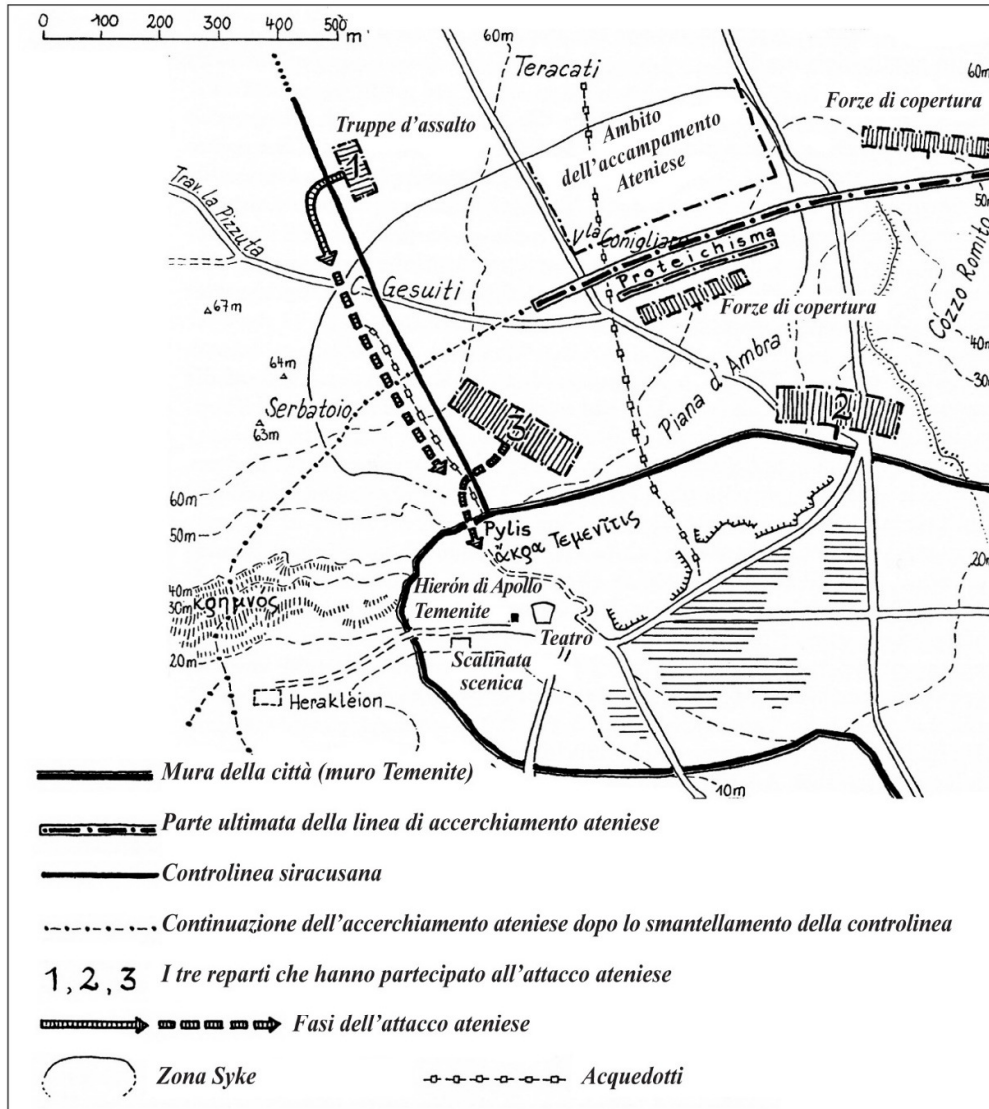 0 100 200 300 400 500 m
60m
Teracati
60m
Forze di copertura
Truppe d'assalto
Ambito
dell'accampamento
Ateniese
1
50m
Trav. La Pizzuta
Vla Conigliaro
Proteichisma
Cozzo Romito
C. Gesuiti
67m
Forze di copertura
40m
64m
Piana d'Ambra
30m
Serbatoio
2
63m
3
60m
50m
Pylis
ἄκρα Τεμενῖτις
20m
40m
Hierón di Apollo
Temenite
30m
κρημνός
Teatro
20m
Scalinata
scenica
Herakleion
10m
Mura della città (muro Temenite)
Parte ultimata della linea di accerchiamento ateniese
Controlinea siracusana
Continuazione dell'accerchiamento ateniese dopo lo smantellamento della controlinea
1, 2, 3 I tre reparti che hanno partecipato all'attacco ateniese
Fasi dell'attacco ateniese
Zona Syke
Acquedotti